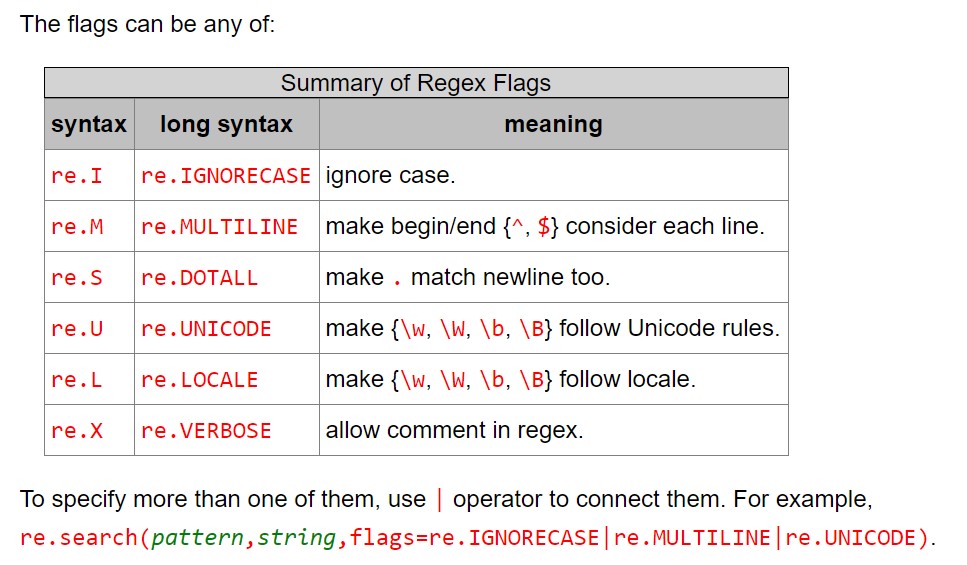 The flags can be any of:
Summary of Regex Flags
syntax long syntax meaning
re.I re.IGNORECASE ignore case.
re.M re.MULTILINE make begin/end {^, $} consider each line.
re.S re.DOTALL make . match newline too.
re.U re.UNICODE make {\w, \W, \b, \B} follow Unicode rules.
re.L re.LOCALE make {\w, \W, \b, \B} follow locale.
re.X re.VERBOSE allow comment in regex.
To specify more than one of them, use | operator to connect them. For example,
re.search(pattern,string,flags=re.IGNORECASE|re.MULTILINE|re.UNICODE).